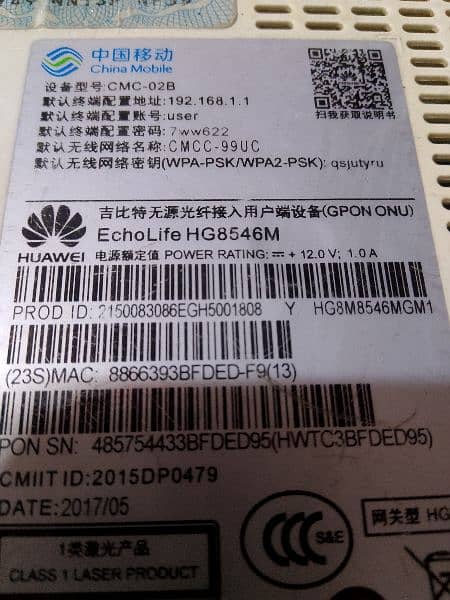 中国移动
China Mobile
设备型号:CMC-02B
默认终端配置地址:192.168.1.1
默认终端配置账号:user
默认终端配置密码:7ww622
默认无线网络名称:CMCC-99UC
默认无线网络密钥(WPA-PSK/WPA2-PSK):qsjutyru
扫我获取说明书
吉比特无源光纤接入用户端设备(GPON ONU)
EchoLife HG8546M
HUAWEI
电源额定值 POWER RATING: ⎓ + 12.0V; 1.0 A
PROD ID: 2150083086EGH5001808 Y HG8M8546MGM1
(23S)MAC: 8866393BFDED-F9(13)
PON SN: 485754433BFDED95(HWTC3BFDED95)
CMIIT ID:2015DP0479
DATE:2017/05
CCC
S&E
网关型 HG
1类激光产品
CLASS 1 LASER PRODUCT